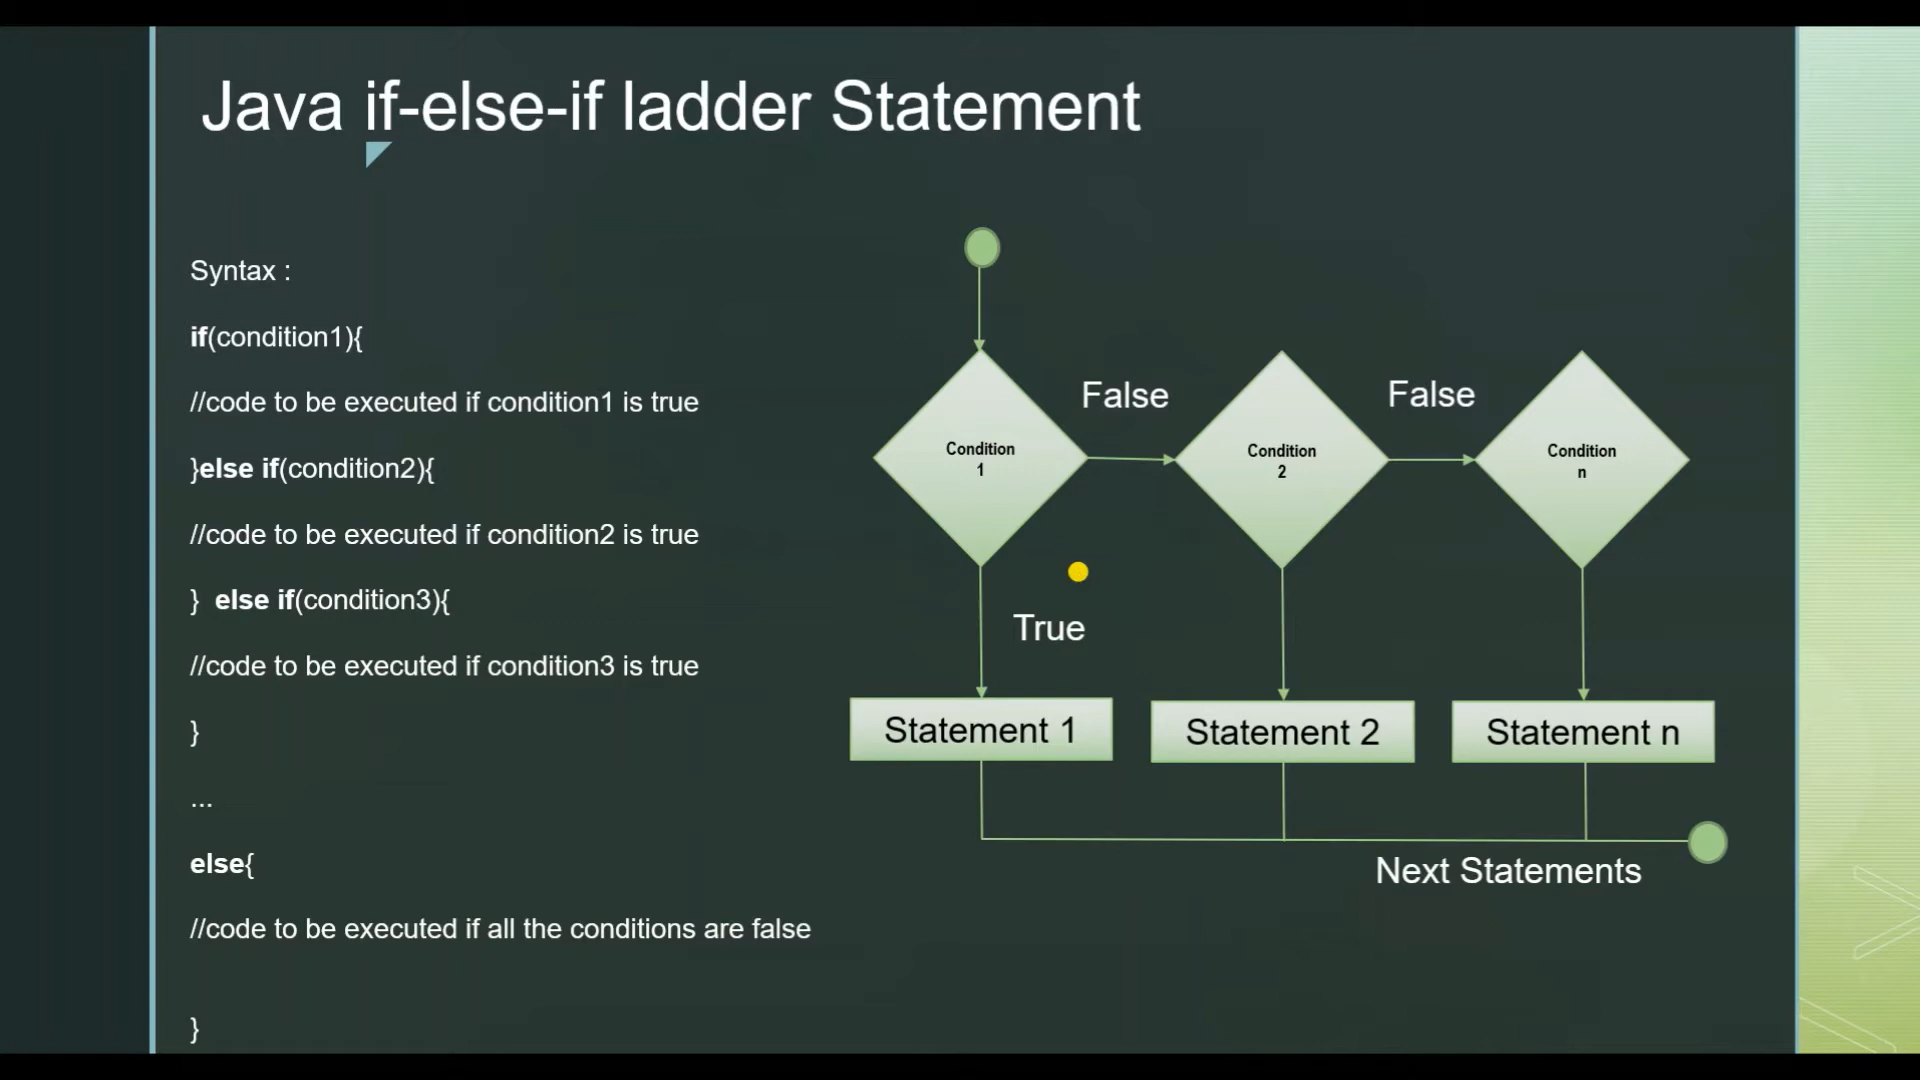 Java if-else-if ladder Statement
Syntax :
if(condition1){
//code to be executed if condition1 is true
}else if(condition2){
//code to be executed if condition2 is true
}  else if(condition3){
//code to be executed if condition3 is true
}
...
else{
//code to be executed if all the conditions are false
}
False
False
Condition
1
Condition
2
Condition
n
True
Statement 1
Statement 2
Statement n
Next Statements